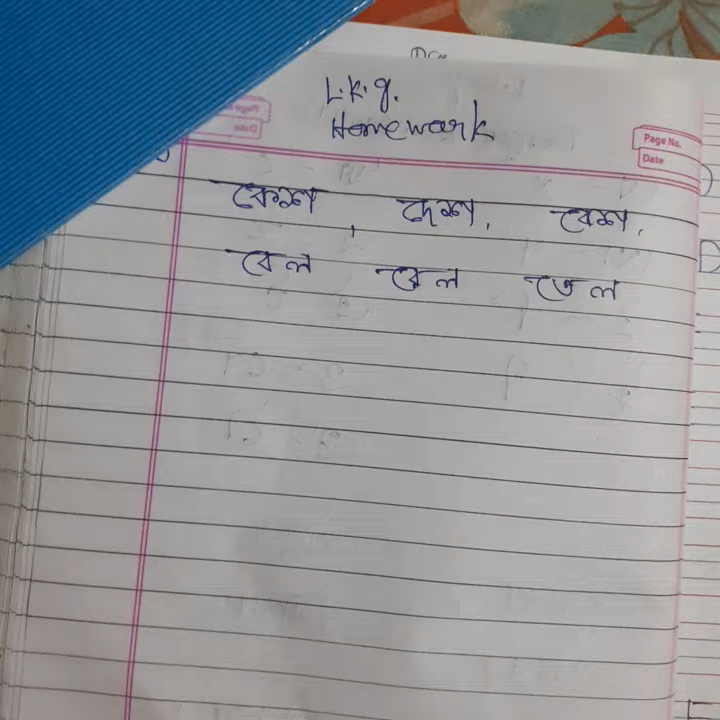 L.K.g.
Homework
Page No.
Date
কেশ, দেশ, বেশ,
বেল রেল তেল